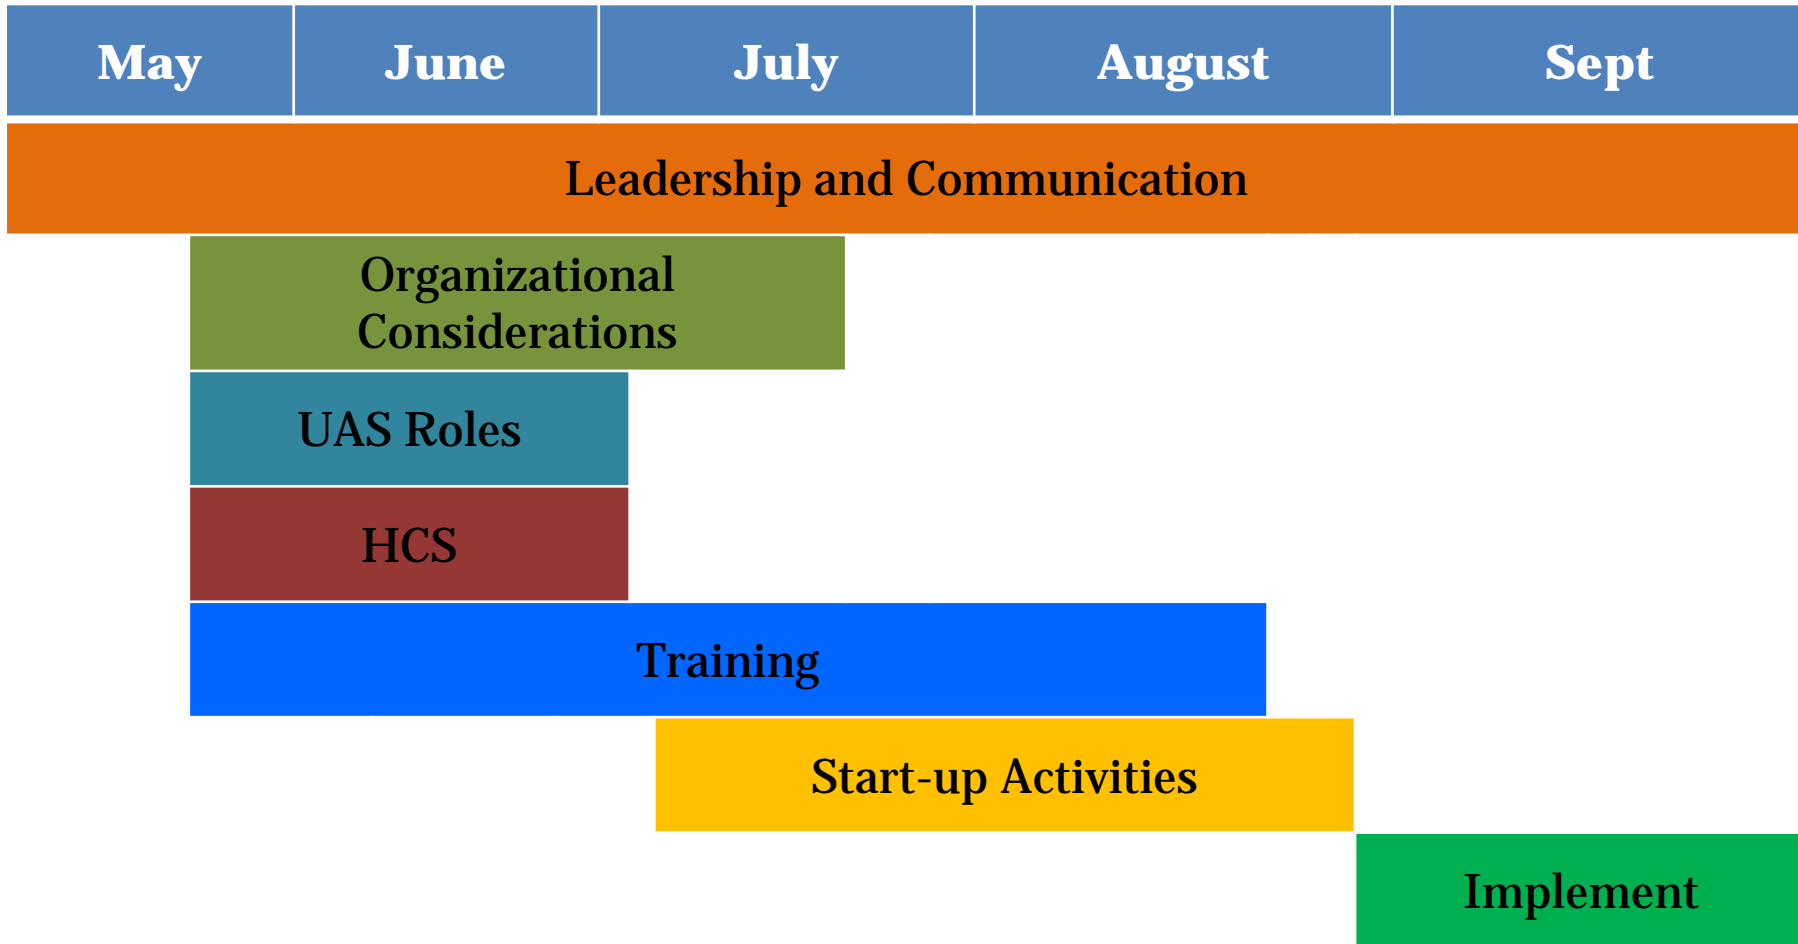 May June July August Sept
Leadership and Communication
Organizational
Considerations
UAS Roles
HCS
Training
Start-up Activities
Implement